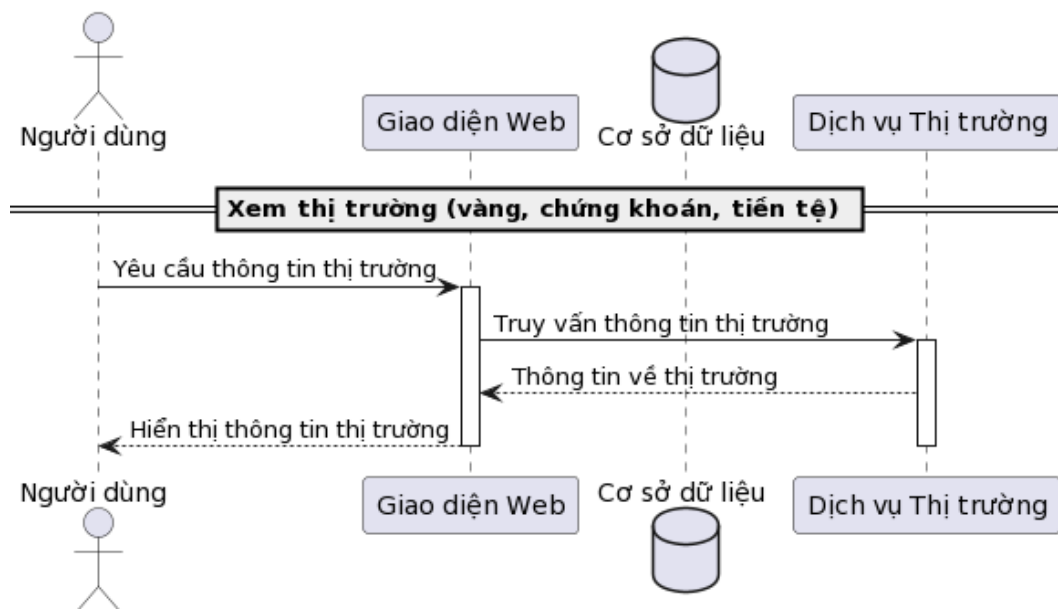 Người dùng
Giao diện Web
Cơ sở dữ liệu
Dịch vụ Thị trường
Xem thị trường (vàng, chứng khoán, tiền tệ)
Yêu cầu thông tin thị trường
Truy vấn thông tin thị trường
Thông tin về thị trường
Hiển thị thông tin thị trường
Người dùng
Giao diện Web
Cơ sở dữ liệu
Dịch vụ Thị trường